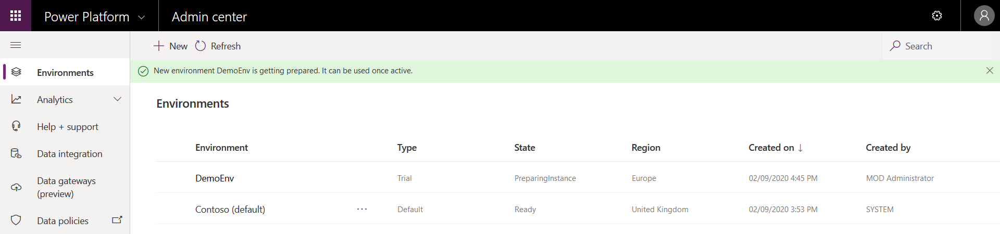 Power Platform Admin center
New Refresh Search
Environments
New environment DemoEnv is getting prepared. It can be used once active.
Analytics
Help + support
Data integration
Data gateways
(preview)
Data policies
Environments
Environment Type State Region Created on ↓ Created by
DemoEnv Trial PreparingInstance Europe 02/09/2020 4:45 PM MOD Administrator
Contoso (default) ... Default Ready United Kingdom 02/09/2020 3:53 PM SYSTEM